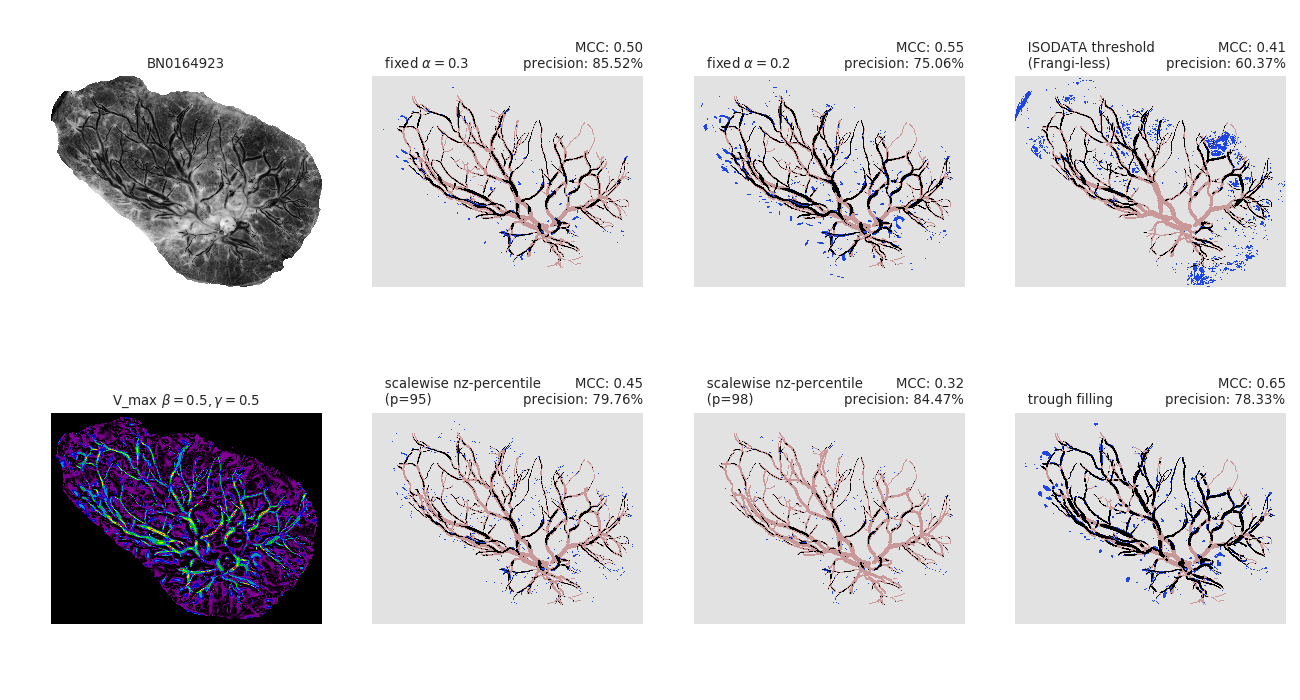 BN0164923
fixed α = 0.3
MCC: 0.50
precision: 85.52%
fixed α = 0.2
MCC: 0.55
precision: 75.06%
ISODATA threshold
(Frangi-less)
MCC: 0.41
precision: 60.37%
V_max β = 0.5, γ = 0.5
scalewise nz-percentile
(p=95)
MCC: 0.45
precision: 79.76%
scalewise nz-percentile
(p=98)
MCC: 0.32
precision: 84.47%
trough filling
MCC: 0.65
precision: 78.33%